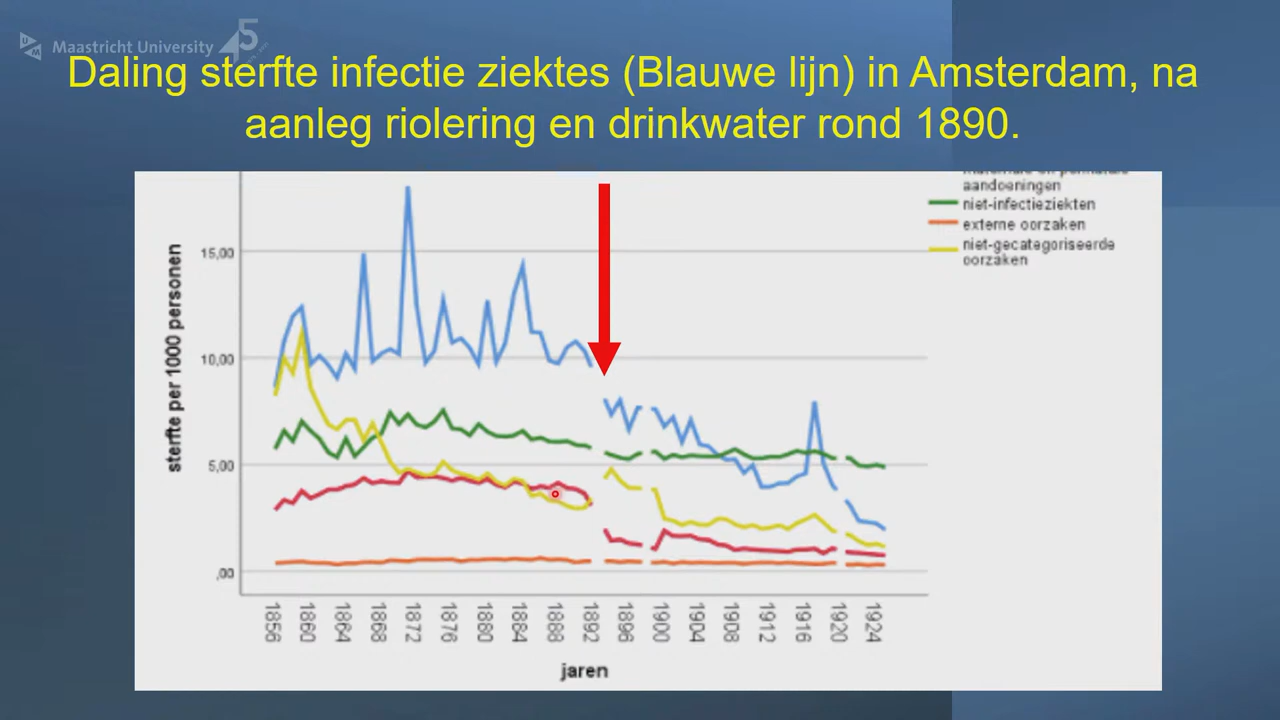 Maastricht University 45
Daling sterfte infectie ziektes (Blauwe lijn) in Amsterdam, na
aanleg riolering en drinkwater rond 1890.
aandoeningen
niet-infectieziekten
externe oorzaken
niet-gecategoriseerde
oorzaken
sterfte per 1000 personen
15,00
10,00
5,00
,00
1856 1860 1864 1868 1872 1876 1880 1884 1888 1892 1896 1900 1904 1908 1912 1916 1920 1924
jaren